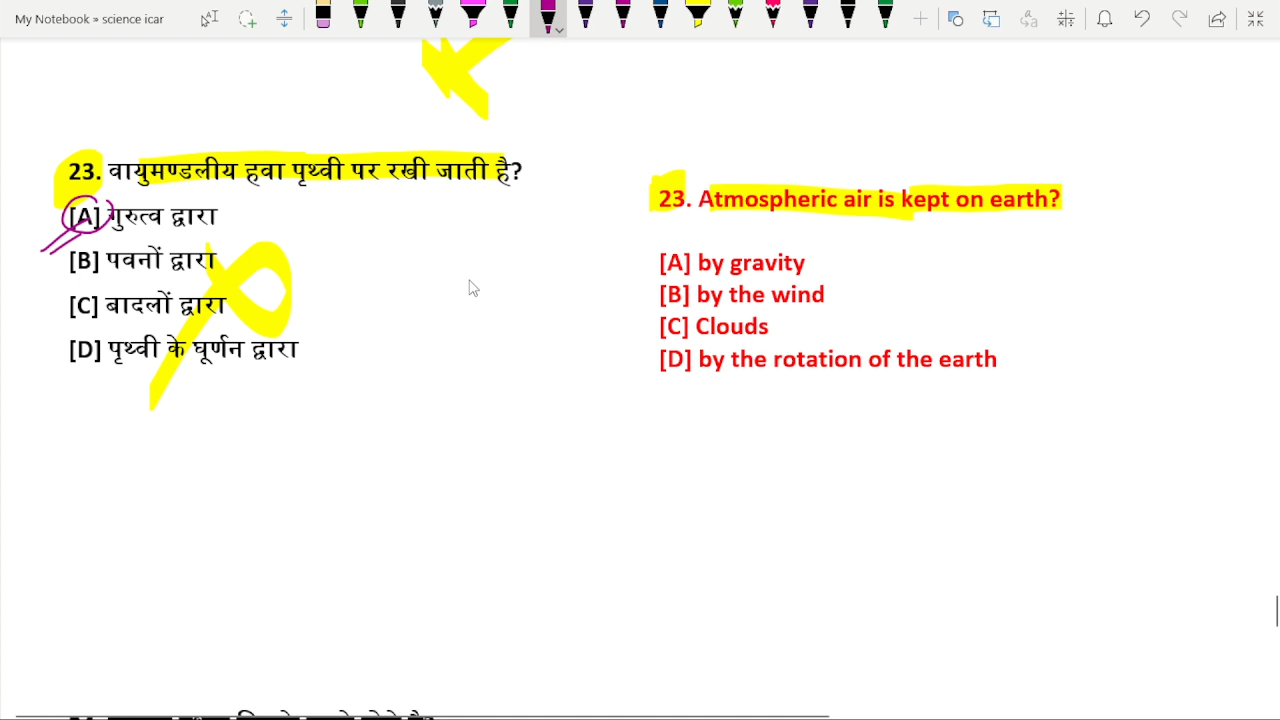 My Notebook » science icar
23. वायुमण्डलीय हवा पृथ्वी पर रखी जाती है?
[A] गुरुत्व द्वारा
[B] पवनों द्वारा
[C] बादलों द्वारा
[D] पृथ्वी के घूर्णन द्वारा
23. Atmospheric air is kept on earth?
[A] by gravity
[B] by the wind
[C] Clouds
[D] by the rotation of the earth